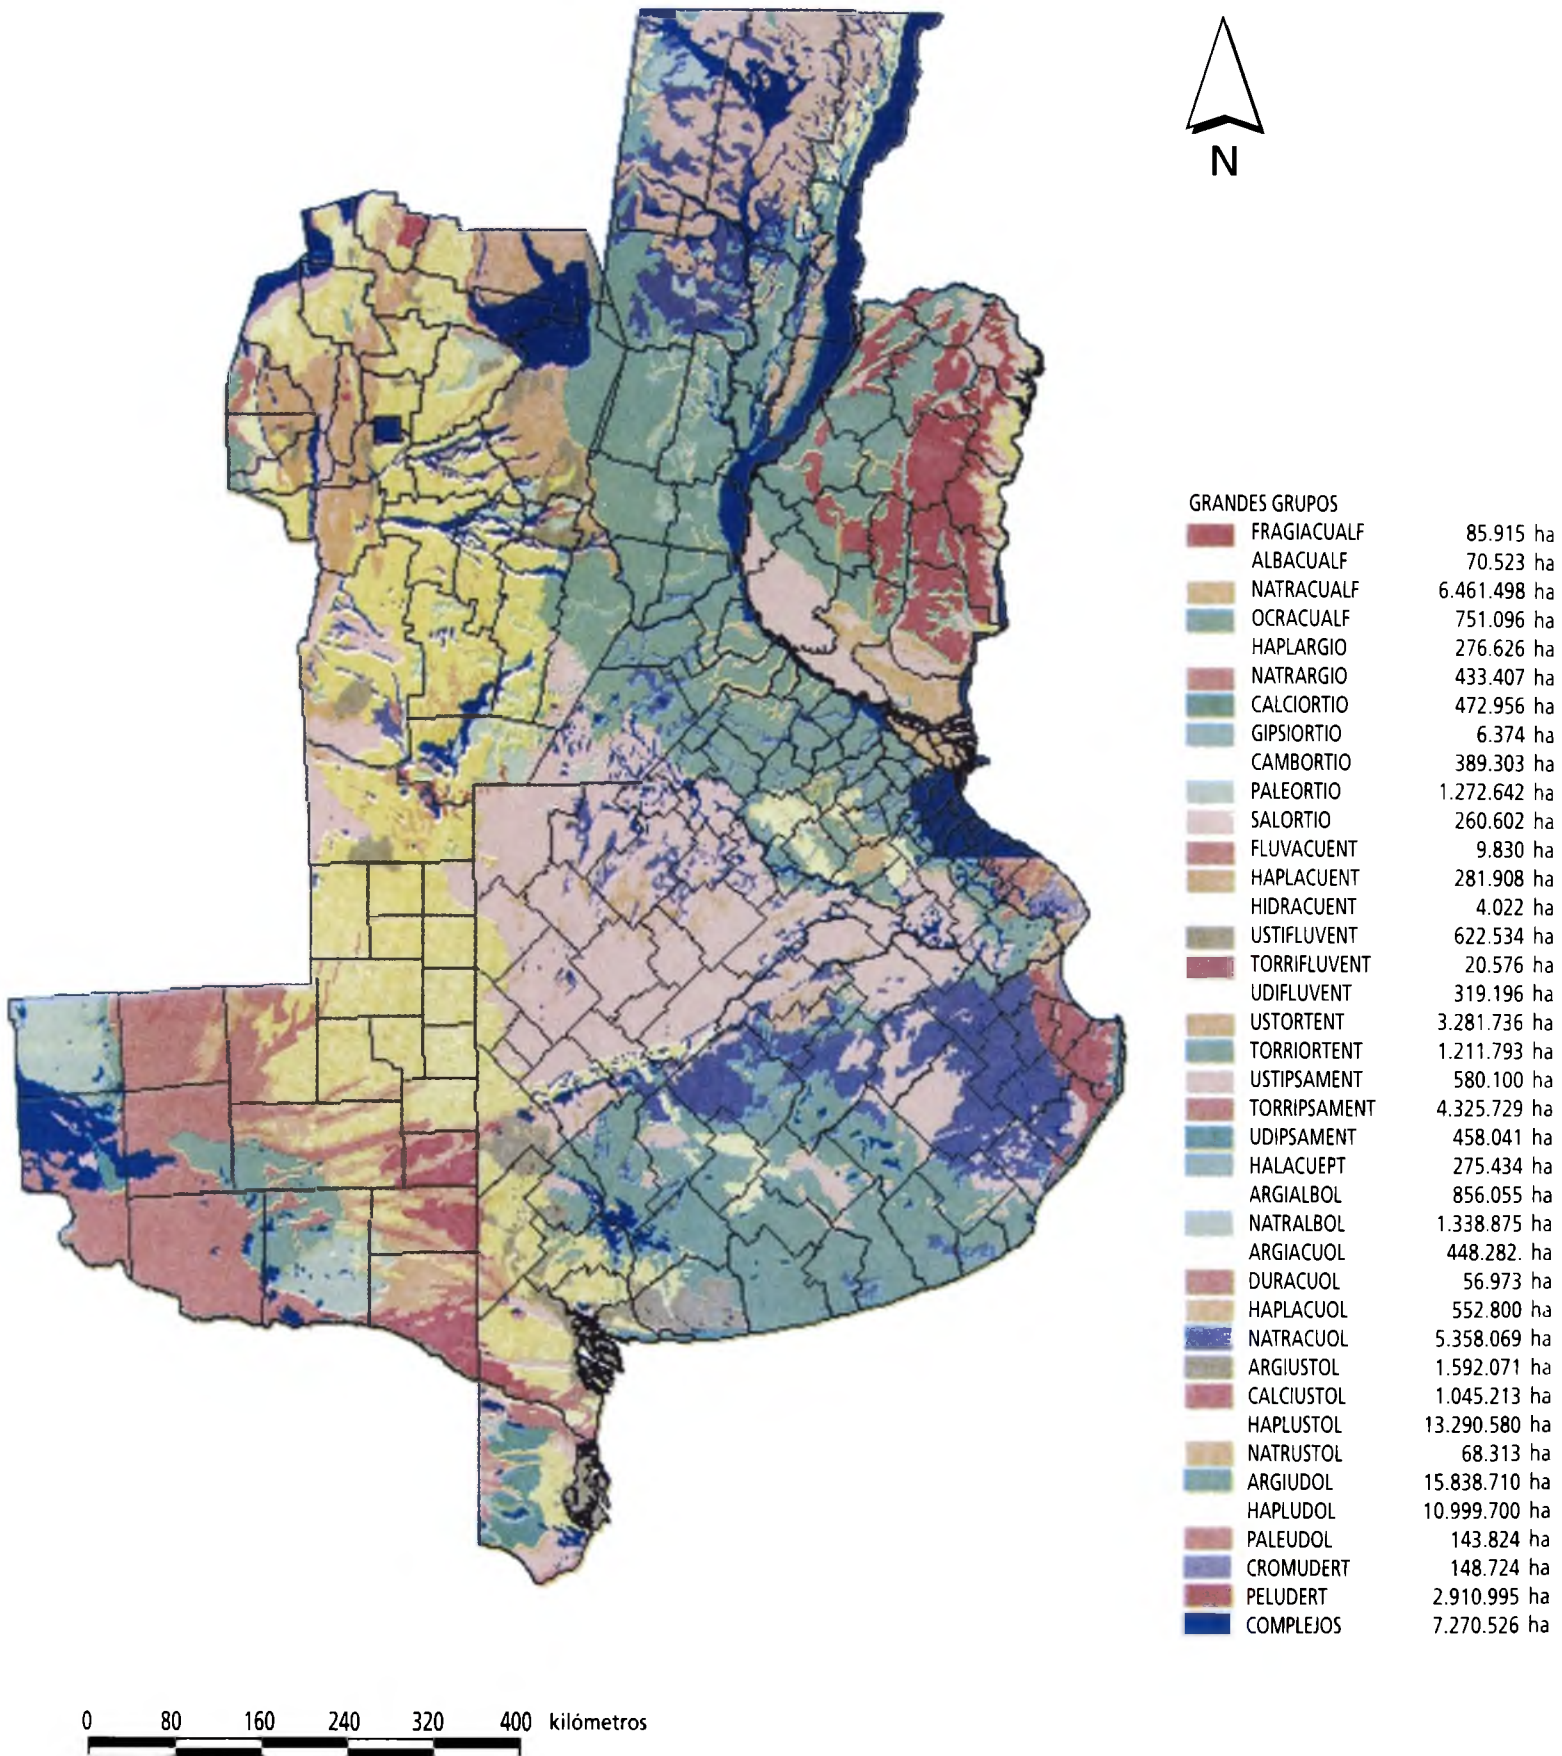 N
GRANDES GRUPOS
FRAGIACUALF 85.915 ha
ALBACUALF 70.523 ha
NATRACUALF 6.461.498 ha
OCRACUALF 751.096 ha
HAPLARGIO 276.626 ha
NATRARGIO 433.407 ha
CALCIORTIO 472.956 ha
GIPSIORTIO 6.374 ha
CAMBORTIO 389.303 ha
PALEORTIO 1.272.642 ha
SALORTIO 260.602 ha
FLUVACUENT 9.830 ha
HAPLACUENT 281.908 ha
HIDRACUENT 4.022 ha
USTIFLUVENT 622.534 ha
TORRIFLUVENT 20.576 ha
UDIFLUVENT 319.196 ha
USTORTENT 3.281.736 ha
TORRIORTENT 1.211.793 ha
USTIPSAMENT 580.100 ha
TORRIPSAMENT 4.325.729 ha
UDIPSAMENT 458.041 ha
HALACUEPT 275.434 ha
ARGIALBOL 856.055 ha
NATRALBOL 1.338.875 ha
ARGIACUOL 448.282. ha
DURACUOL 56.973 ha
HAPLACUOL 552.800 ha
NATRACUOL 5.358.069 ha
ARGIUSTOL 1.592.071 ha
CALCIUSTOL 1.045.213 ha
HAPLUSTOL 13.290.580 ha
NATRUSTOL 68.313 ha
ARGIUDOL 15.838.710 ha
HAPLUDOL 10.999.700 ha
PALEUDOL 143.824 ha
CROMUDERT 148.724 ha
PELUDERT 2.910.995 ha
COMPLEJOS 7.270.526 ha
0 80 160 240 320 400 kilómetros